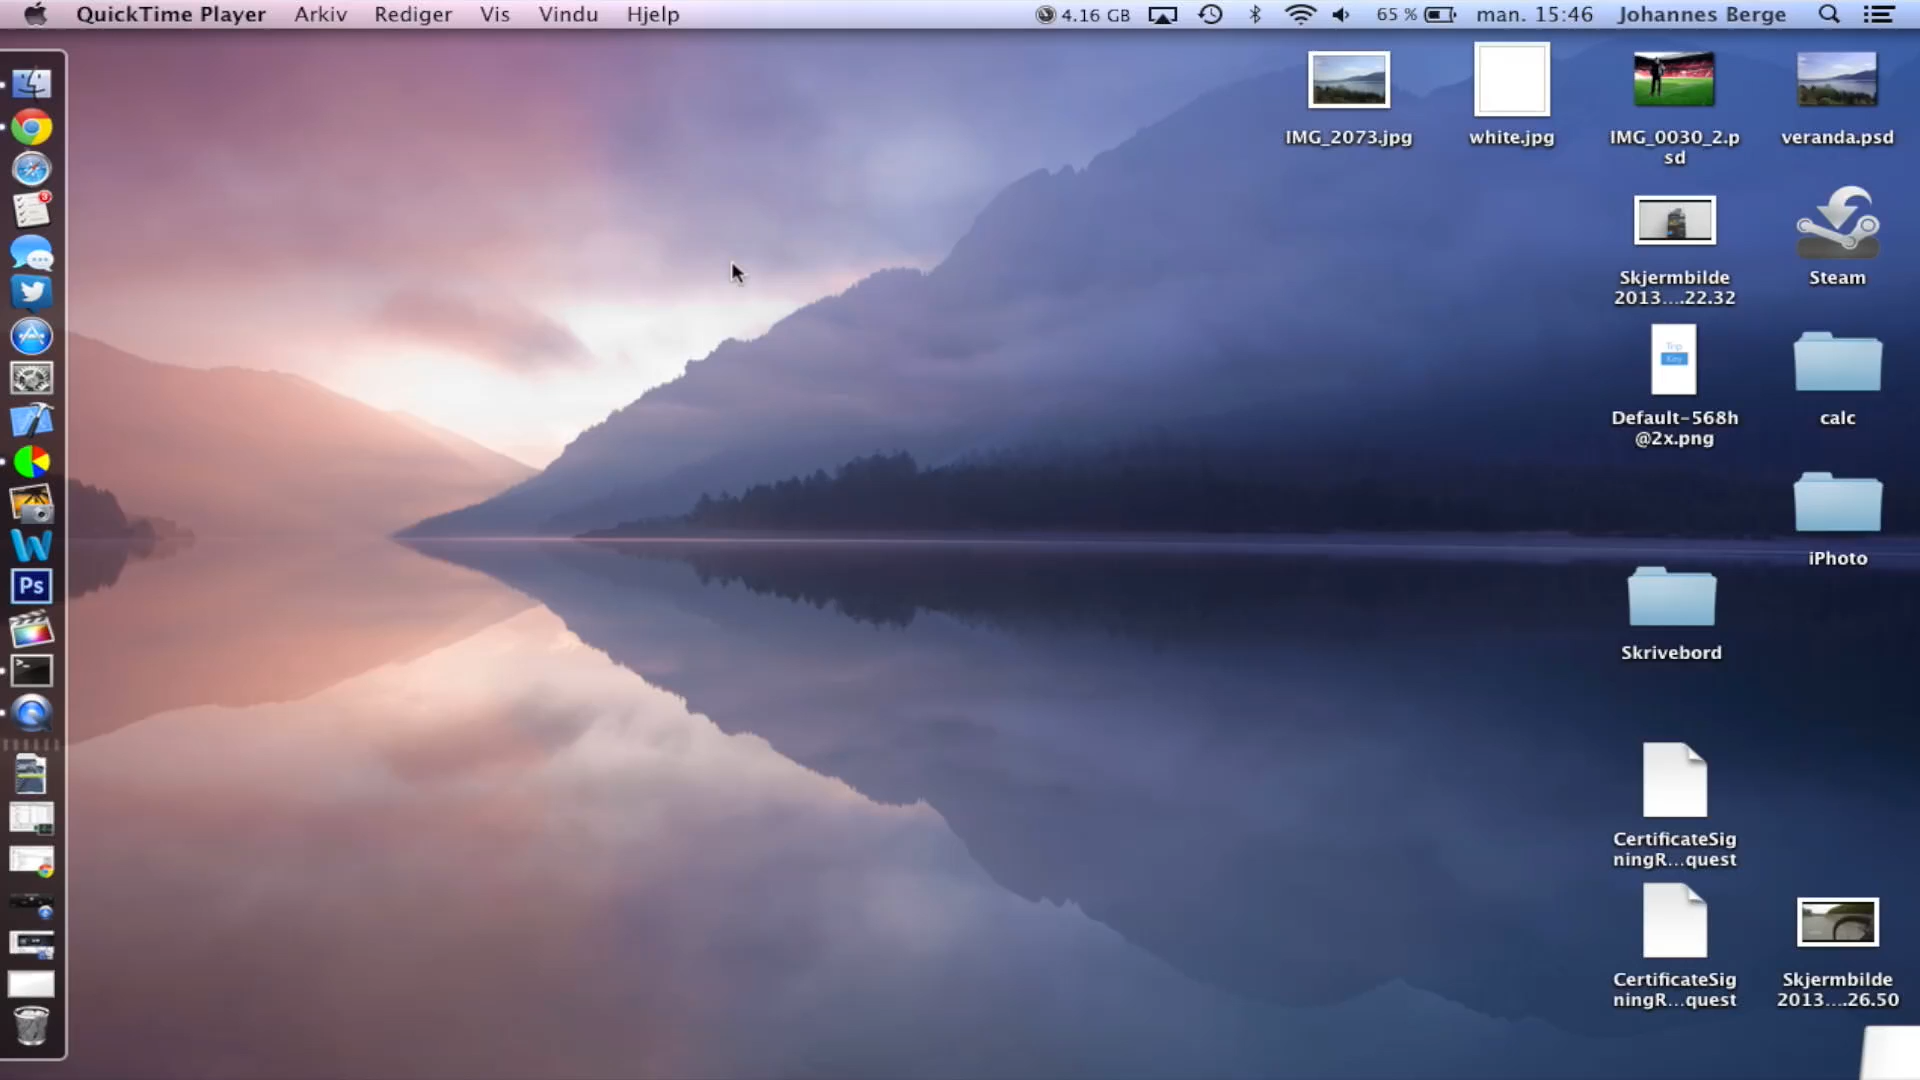 QuickTime Player Arkiv Rediger Vis Vindu Hjelp 4.16 GB 65 % man. 15:46 Johannes Berge
IMG_2073.jpg
white.jpg
IMG_0030_2.p
sd
veranda.psd
Skjermbilde
2013....22.32
Steam
Trip
Key
Default-568h
@2x.png
calc
iPhoto
Skrivebord
CertificateSig
ningR...quest
CertificateSig
ningR...quest
Skjermbilde
2013....26.50
W
Ps